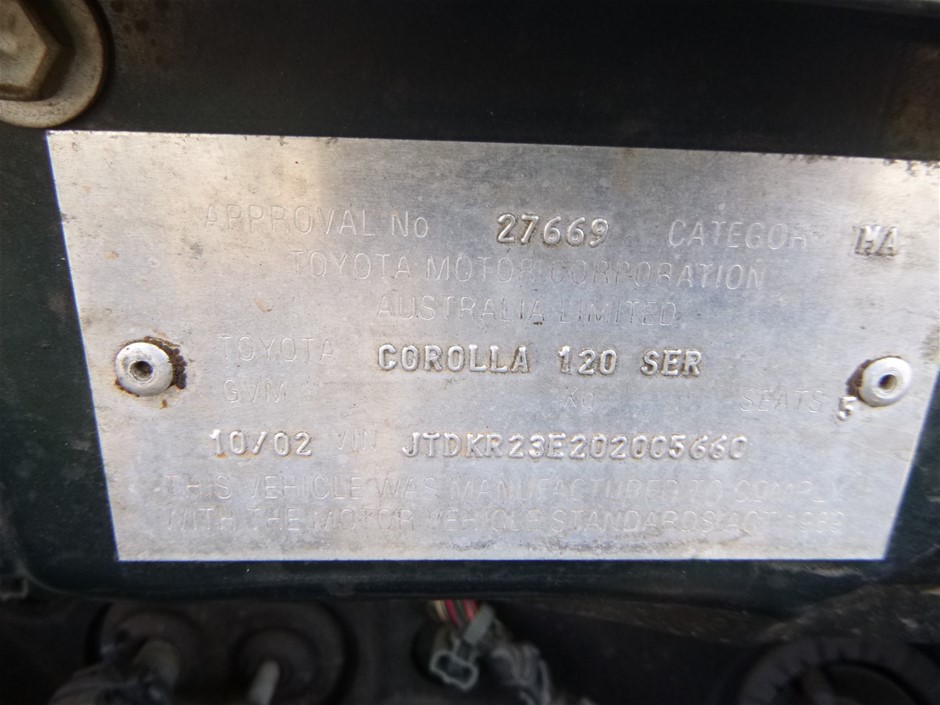 APPROVAL No 27669 CATEGORY MA
TOYOTA MOTOR CORPORATION
AUSTRALIA LIMITED
TOYOTA COROLLA 120 SER
GVM KG SEATS 5
10/02 VIN JTDKR23E202005660
THIS VEHICLE WAS MANUFACTURED TO COMPLY
WITH THE MOTOR VEHICLE STANDARDS ACT 1989